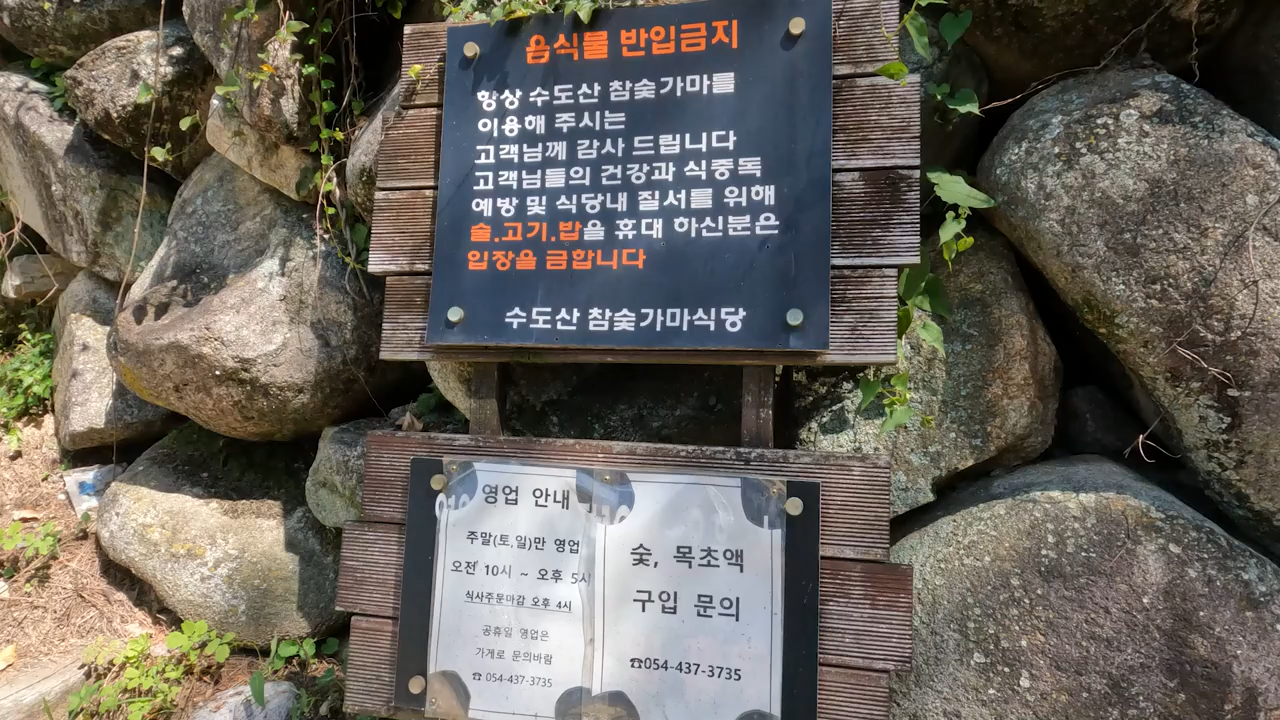 음식물 반입금지
항상 수도산 참숯가마를
이용해 주시는
고객님께 감사 드립니다
고객님들의 건강과 식중독
예방 및 식당내 질서를 위해
술.고기.밥을 휴대 하신분은
입장을 금합니다
수도산 참숯가마식당
영업 안내
주말(토,일)만 영업
오전 10시 ~ 오후 5시
식사주문마감 오후 4시
공휴일 영업은
가게로 문의바람
☎ 054-437-3735
숯, 목초액
구입 문의
☎054-437-3735